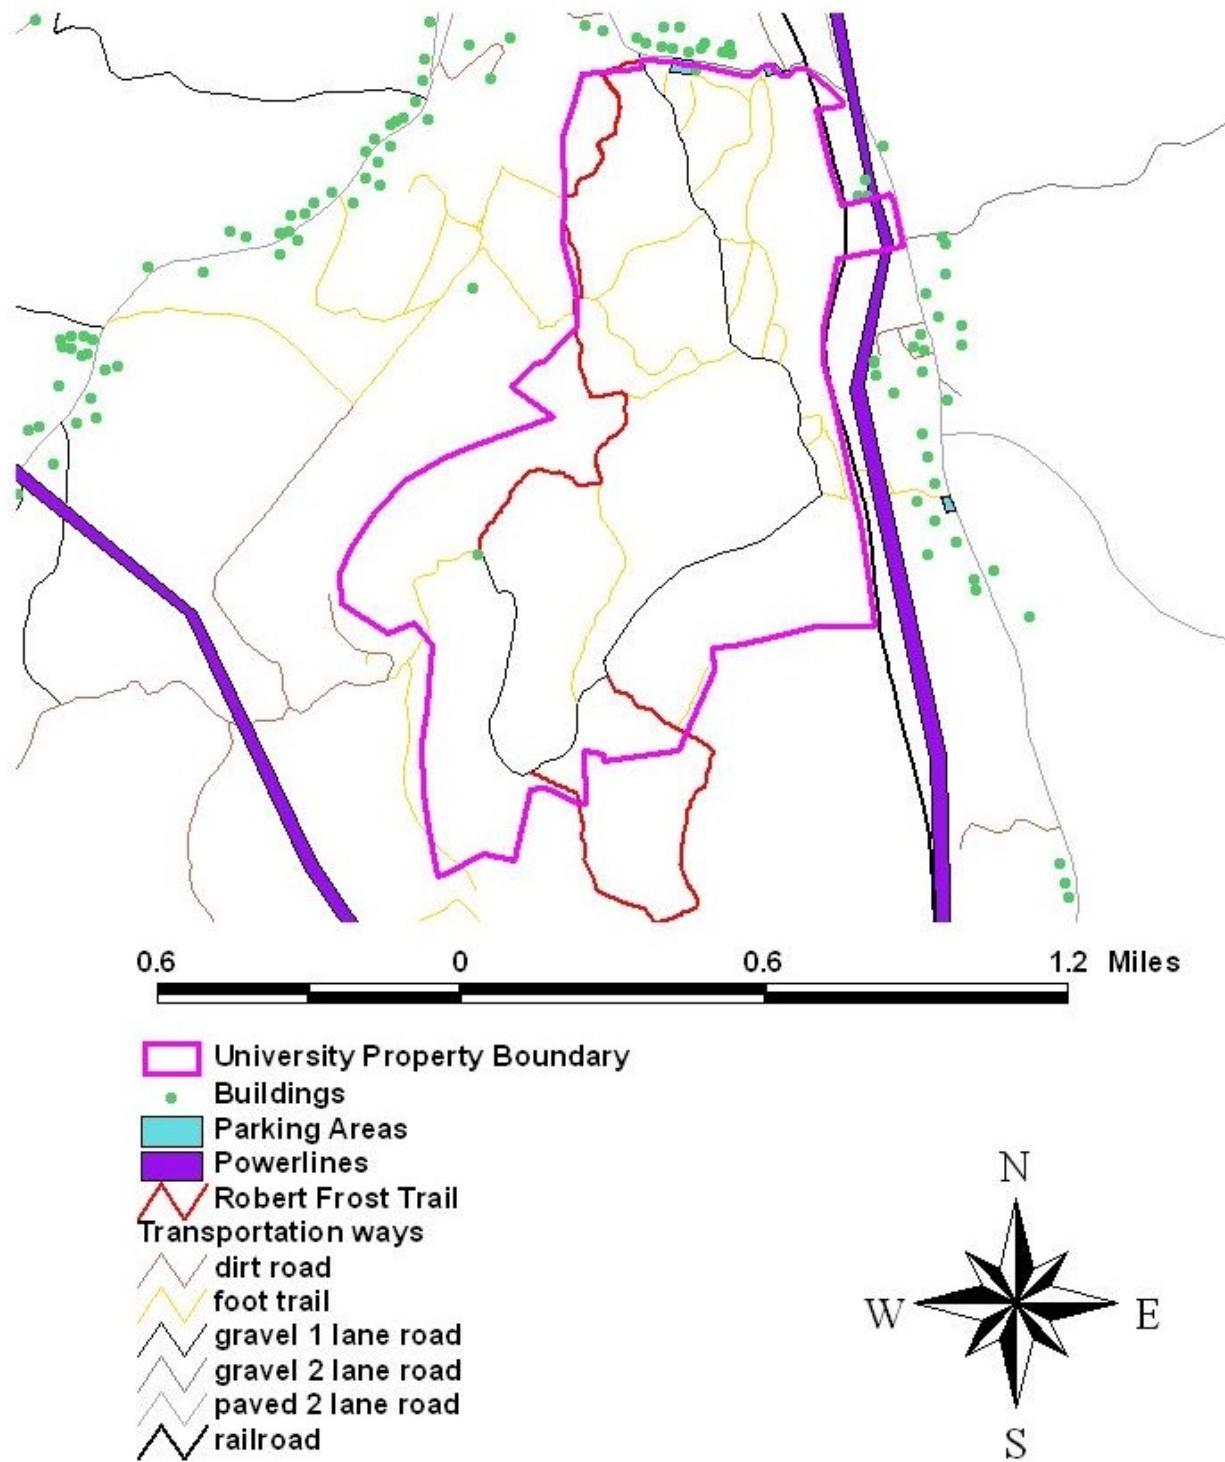 0.6 0 0.6 1.2 Miles
University Property Boundary
Buildings
Parking Areas
Powerlines
Robert Frost Trail
Transportation ways
dirt road
foot trail
gravel 1 lane road
gravel 2 lane road
paved 2 lane road
railroad
N
W E
S